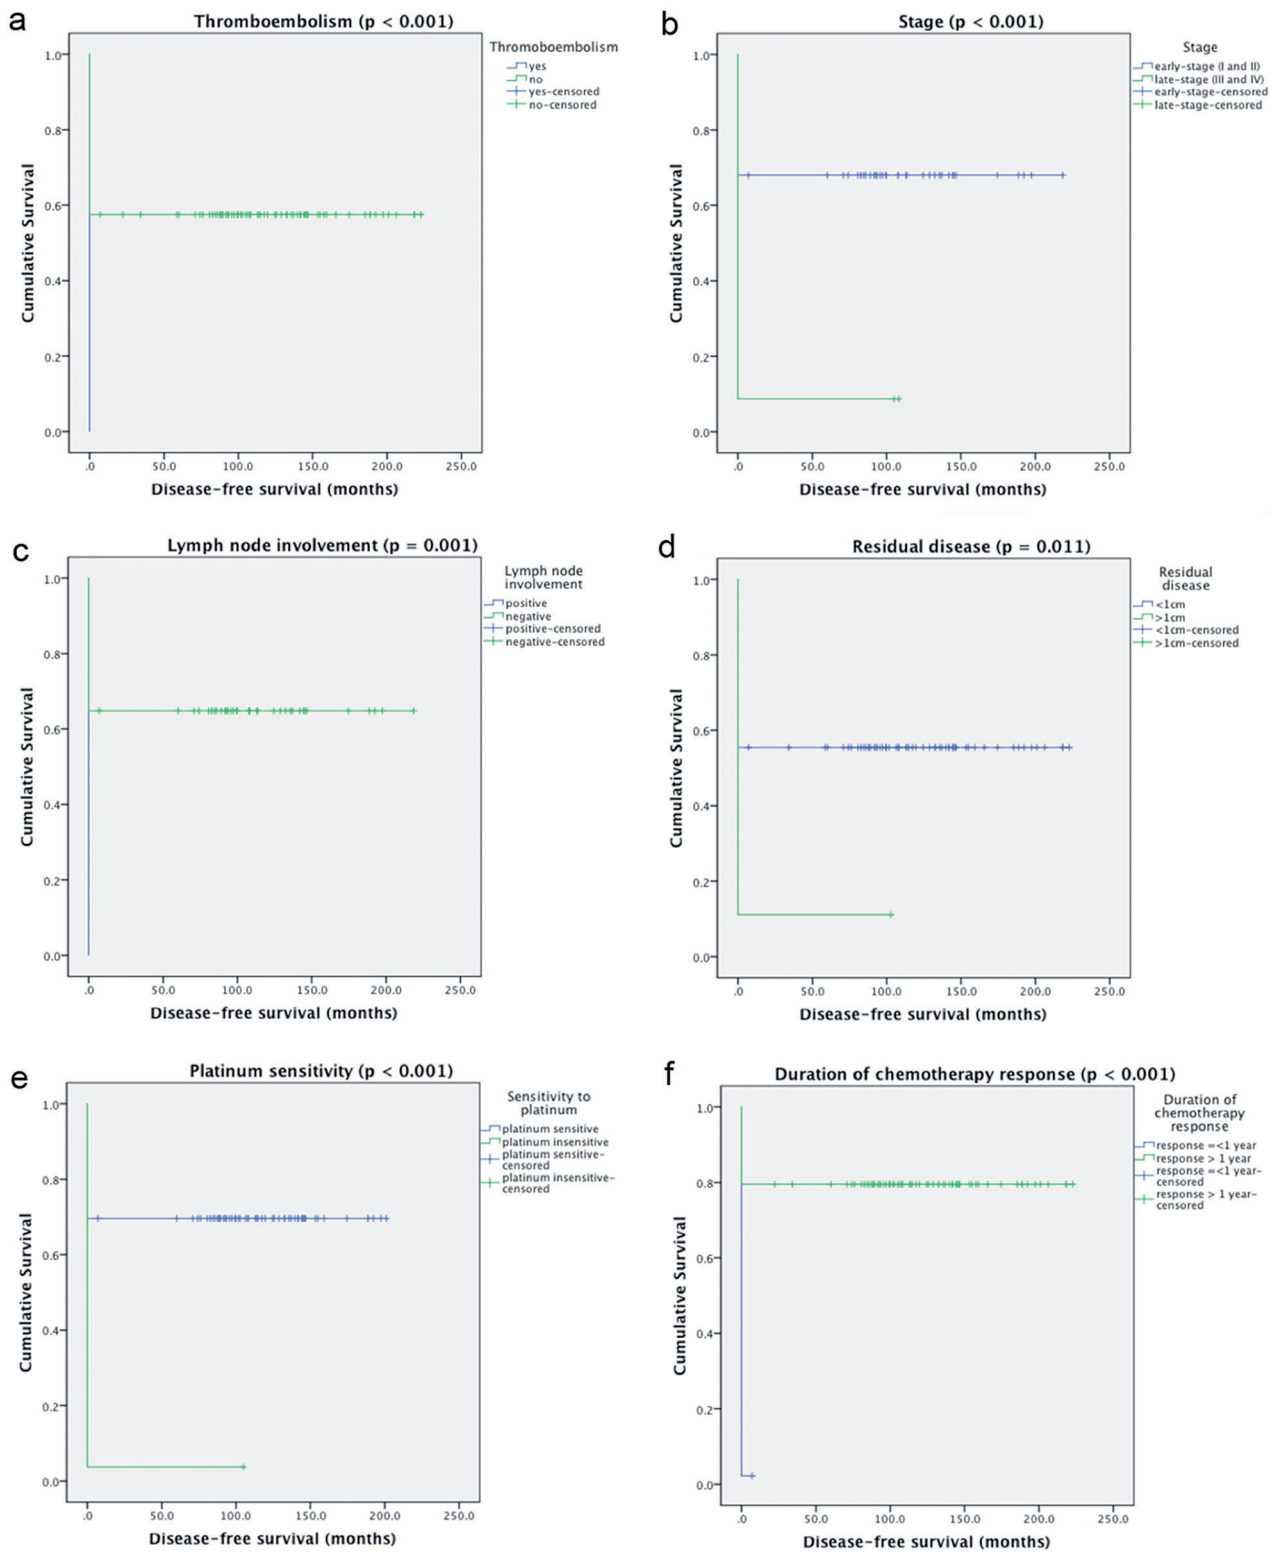 a
Thromboembolism (p < 0.001)
Thromoboembolism
yes
no
yes-censored
no-censored
1.0
0.8
0.6
0.4
0.2
0.0
Cumulative Survival
.0 50.0 100.0 150.0 200.0 250.0
Disease-free survival (months)
b
Stage (p < 0.001)
Stage
early-stage (I and II)
late-stage (III and IV)
early-stage-censored
late-stage-censored
1.0
0.8
0.6
0.4
0.2
0.0
Cumulative Survival
.0 50.0 100.0 150.0 200.0 250.0
Disease-free survival (months)
c
Lymph node involvement (p = 0.001)
Lymph node
involvement
positive
negative
positive-censored
negative-censored
1.0
0.8
0.6
0.4
0.2
0.0
Cumulative Survival
.0 50.0 100.0 150.0 200.0 250.0
Disease-free survival (months)
d
Residual disease (p = 0.011)
Residual
disease
<1cm
>1cm
<1cm-censored
>1cm-censored
1.0
0.8
0.6
0.4
0.2
0.0
Cumulative Survival
.0 50.0 100.0 150.0 200.0 250.0
Disease-free survival (months)
e
Platinum sensitivity (p < 0.001)
Sensitivity to
platinum
platinum sensitive
platinum insensitive
platinum sensitive-
censored
platinum insensitive-
censored
1.0
0.8
0.6
0.4
0.2
0.0
Cumulative Survival
.0 50.0 100.0 150.0 200.0 250.0
Disease-free survival (months)
f
Duration of chemotherapy response (p < 0.001)
Duration of
chemotherapy
response
response =<1 year
response > 1 year
response =<1 year-
censored
response > 1 year-
censored
1.0
0.8
0.6
0.4
0.2
0.0
Cumulative Survival
.0 50.0 100.0 150.0 200.0 250.0
Disease-free survival (months)